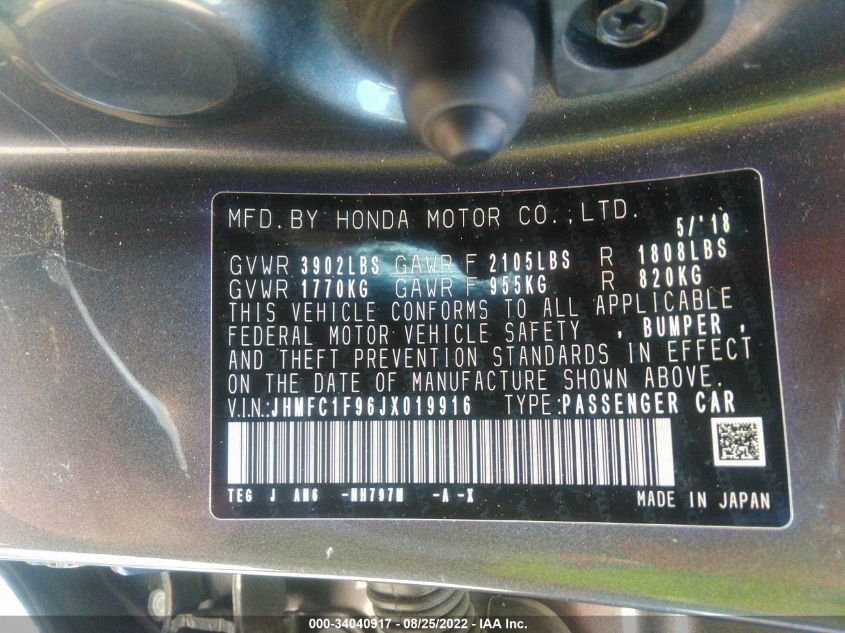 MFD.BY HONDA MOTOR CO.,LTD. 5/'18
GVWR 3902LBS GAWR F 2105LBS R 1808LBS
GVWR 1770KG GAWR F 955KG R 820KG
THIS VEHICLE CONFORMS TO ALL APPLICABLE
FEDERAL MOTOR VEHICLE SAFETY , BUMPER ,
AND THEFT PREVENTION STANDARDS IN EFFECT
ON THE DATE OF MANUFACTURE SHOWN ABOVE.
V.I.N:JHMFC1F96JX019916 TYPE:PASSENGER CAR
TEG J AM6 -NH797M -A -X MADE IN JAPAN
000-34040917 - 08/25/2022 - IAA Inc.